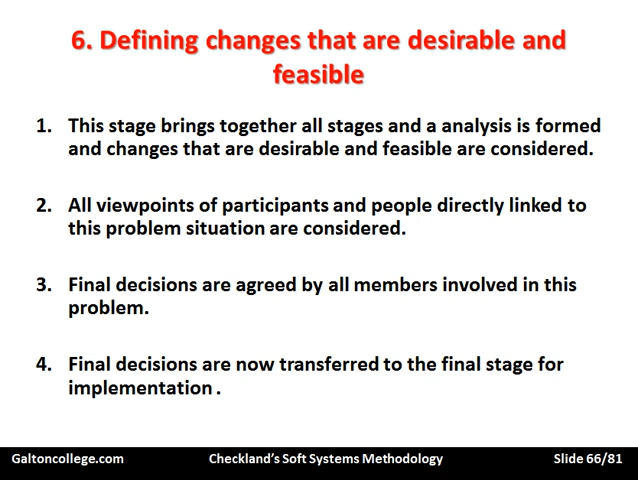 6. Defining changes that are desirable and
feasible
1. This stage brings together all stages and a analysis is formed
and changes that are desirable and feasible are considered.
2. All viewpoints of participants and people directly linked to
this problem situation are considered.
3. Final decisions are agreed by all members involved in this
problem.
4. Final decisions are now transferred to the final stage for
implementation .
Galtoncollege.com Checkland's Soft Systems Methodology Slide 66/81